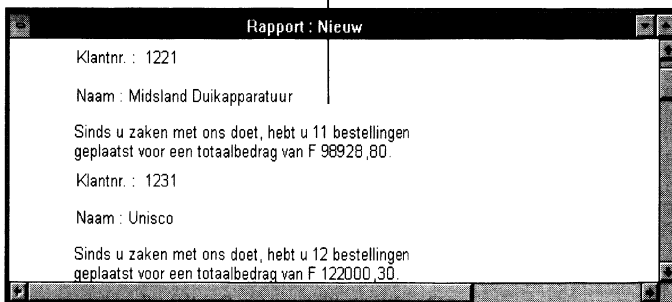 Rapport : Nieuw
Klantnr. : 1221
Naam : Midsland Duikapparatuur
Sinds u zaken met ons doet, hebt u 11 bestellingen
geplaatst voor een totaalbedrag van F 98928,80.
Klantnr. : 1231
Naam : Unisco
Sinds u zaken met ons doet, hebt u 12 bestellingen
geplaatst voor een totaalbedrag van F 122000,30.